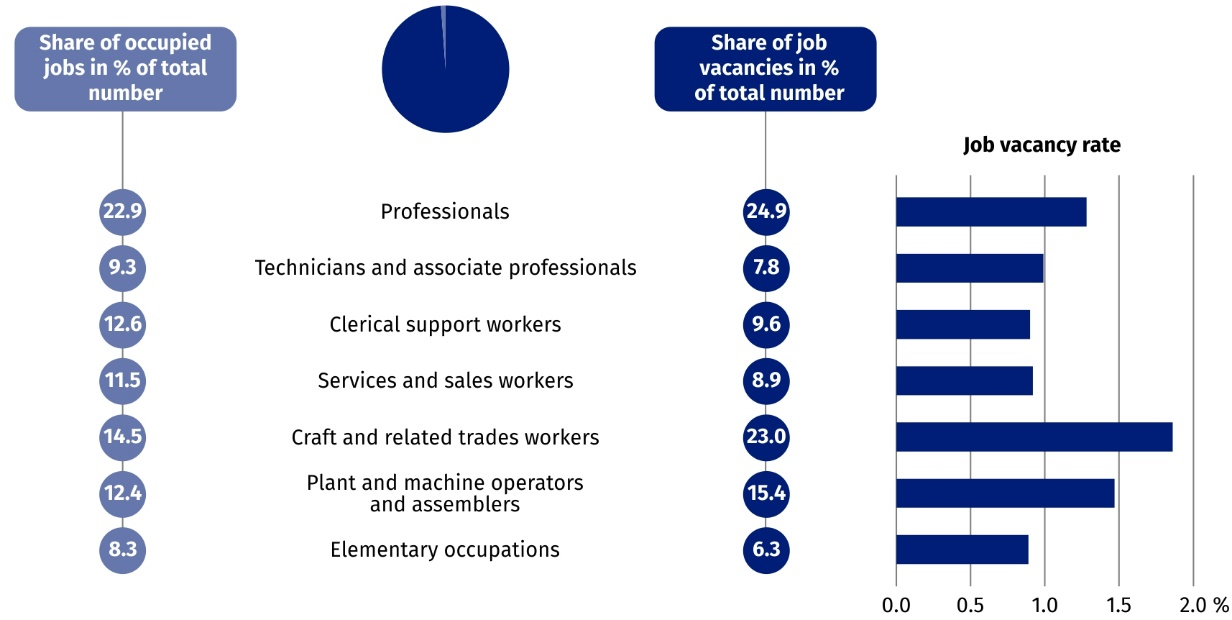 Share of occupied
jobs in % of total
number
Share of job
vacancies in %
of total number
Job vacancy rate
22.9 Professionals 24.9
9.3 Technicians and associate professionals 7.8
12.6 Clerical support workers 9.6
11.5 Services and sales workers 8.9
14.5 Craft and related trades workers 23.0
12.4 Plant and machine operators
and assemblers 15.4
8.3 Elementary occupations 6.3
0.0 0.5 1.0 1.5 2.0 %